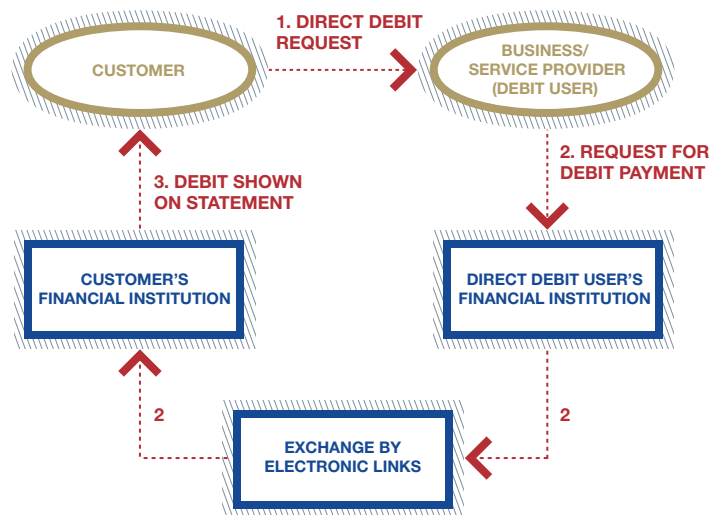 1. DIRECT DEBIT
REQUEST
CUSTOMER
BUSINESS/
SERVICE PROVIDER
(DEBIT USER)
2. REQUEST FOR
DEBIT PAYMENT
3. DEBIT SHOWN
ON STATEMENT
CUSTOMER'S
FINANCIAL INSTITUTION
DIRECT DEBIT USER'S
FINANCIAL INSTITUTION
2
2
EXCHANGE BY
ELECTRONIC LINKS